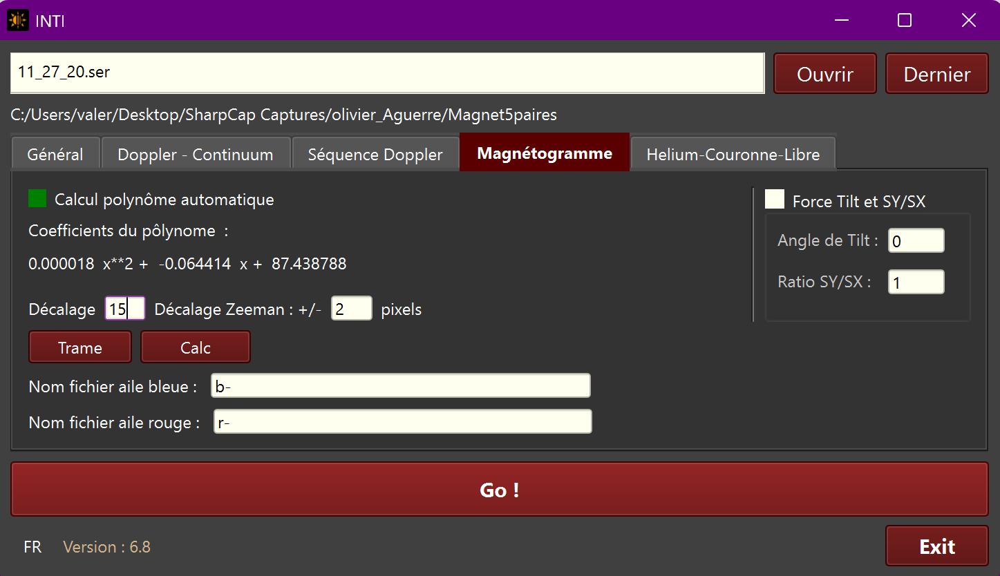 INTI
11_27_20.ser
Ouvrir
Dernier
C:/Users/valer/Desktop/SharpCap Captures/olivier_Aguerre/Magnet5paires
Général
Doppler - Continuum
Séquence Doppler
Magnétogramme
Helium-Couronne-Libre
Calcul polynôme automatique
Coefficients du pôlynome :
0.000018 x**2 + -0.064414 x + 87.438788
Décalage 15 Décalage Zeeman : +/- 2 pixels
Trame
Calc
Nom fichier aile bleue : b-
Nom fichier aile rouge : r-
Force Tilt et SY/SX
Angle de Tilt : 0
Ratio SY/SX : 1
Go !
FR Version : 6.8
Exit